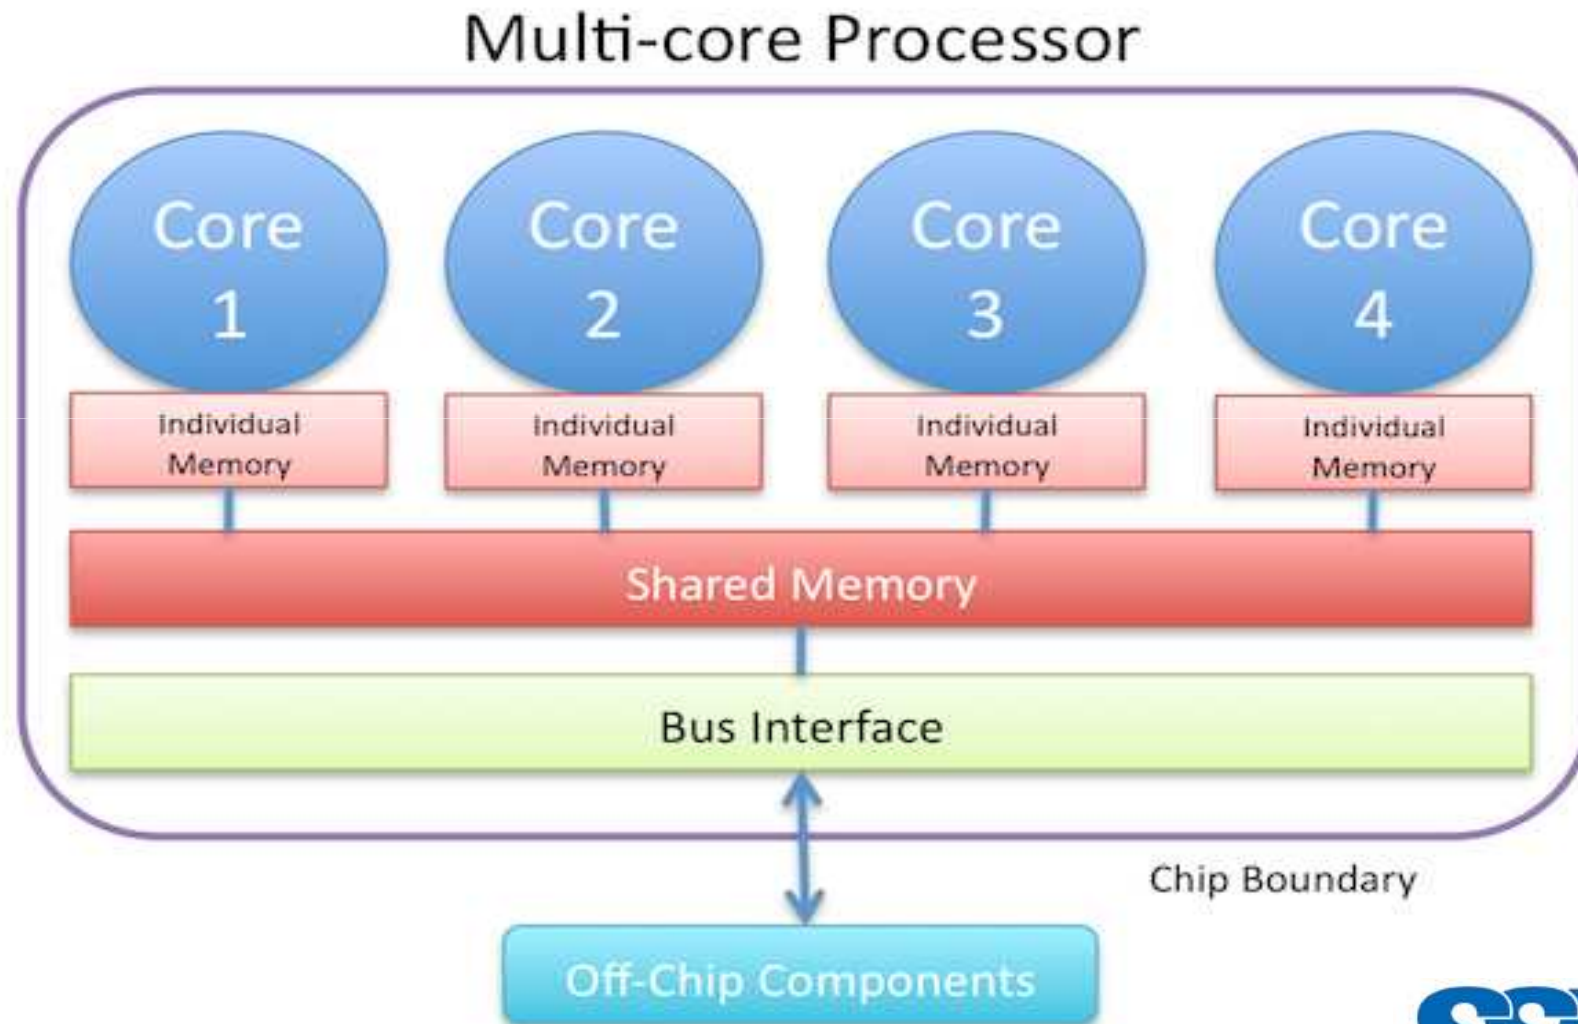 Multi-core Processor
Core
1
Core
2
Core
3
Core
4
Individual
Memory
Individual
Memory
Individual
Memory
Individual
Memory
Shared Memory
Bus Interface
Chip Boundary
Off-Chip Components